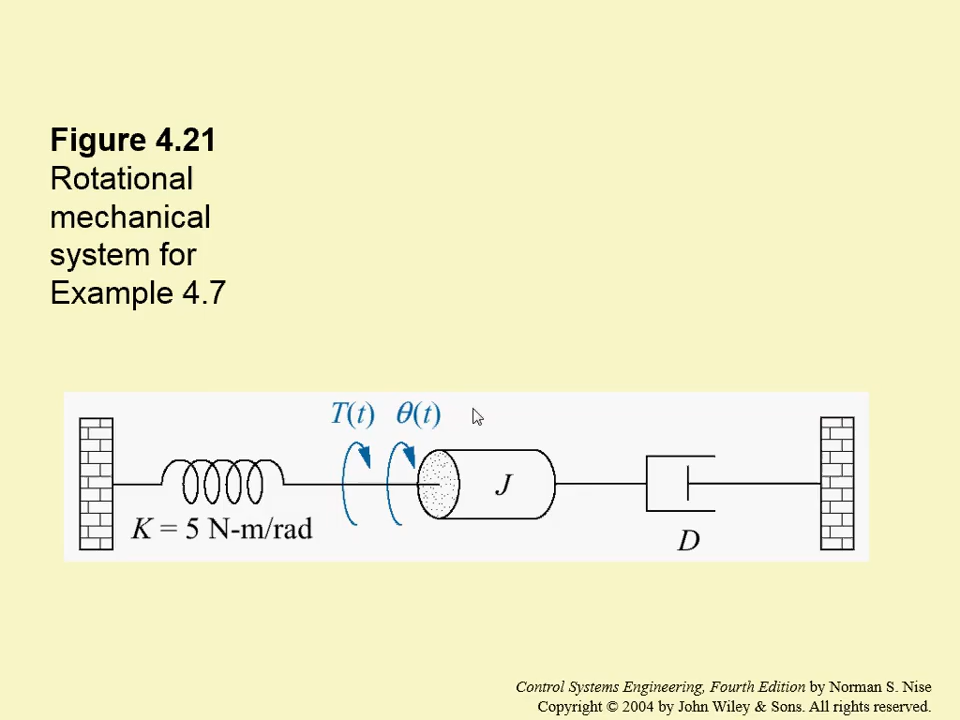 Figure 4.21
Rotational
mechanical
system for
Example 4.7
T(t) θ(t)
J
K = 5 N-m/rad
D
Control Systems Engineering, Fourth Edition by Norman S. Nise
Copyright © 2004 by John Wiley & Sons. All rights reserved.